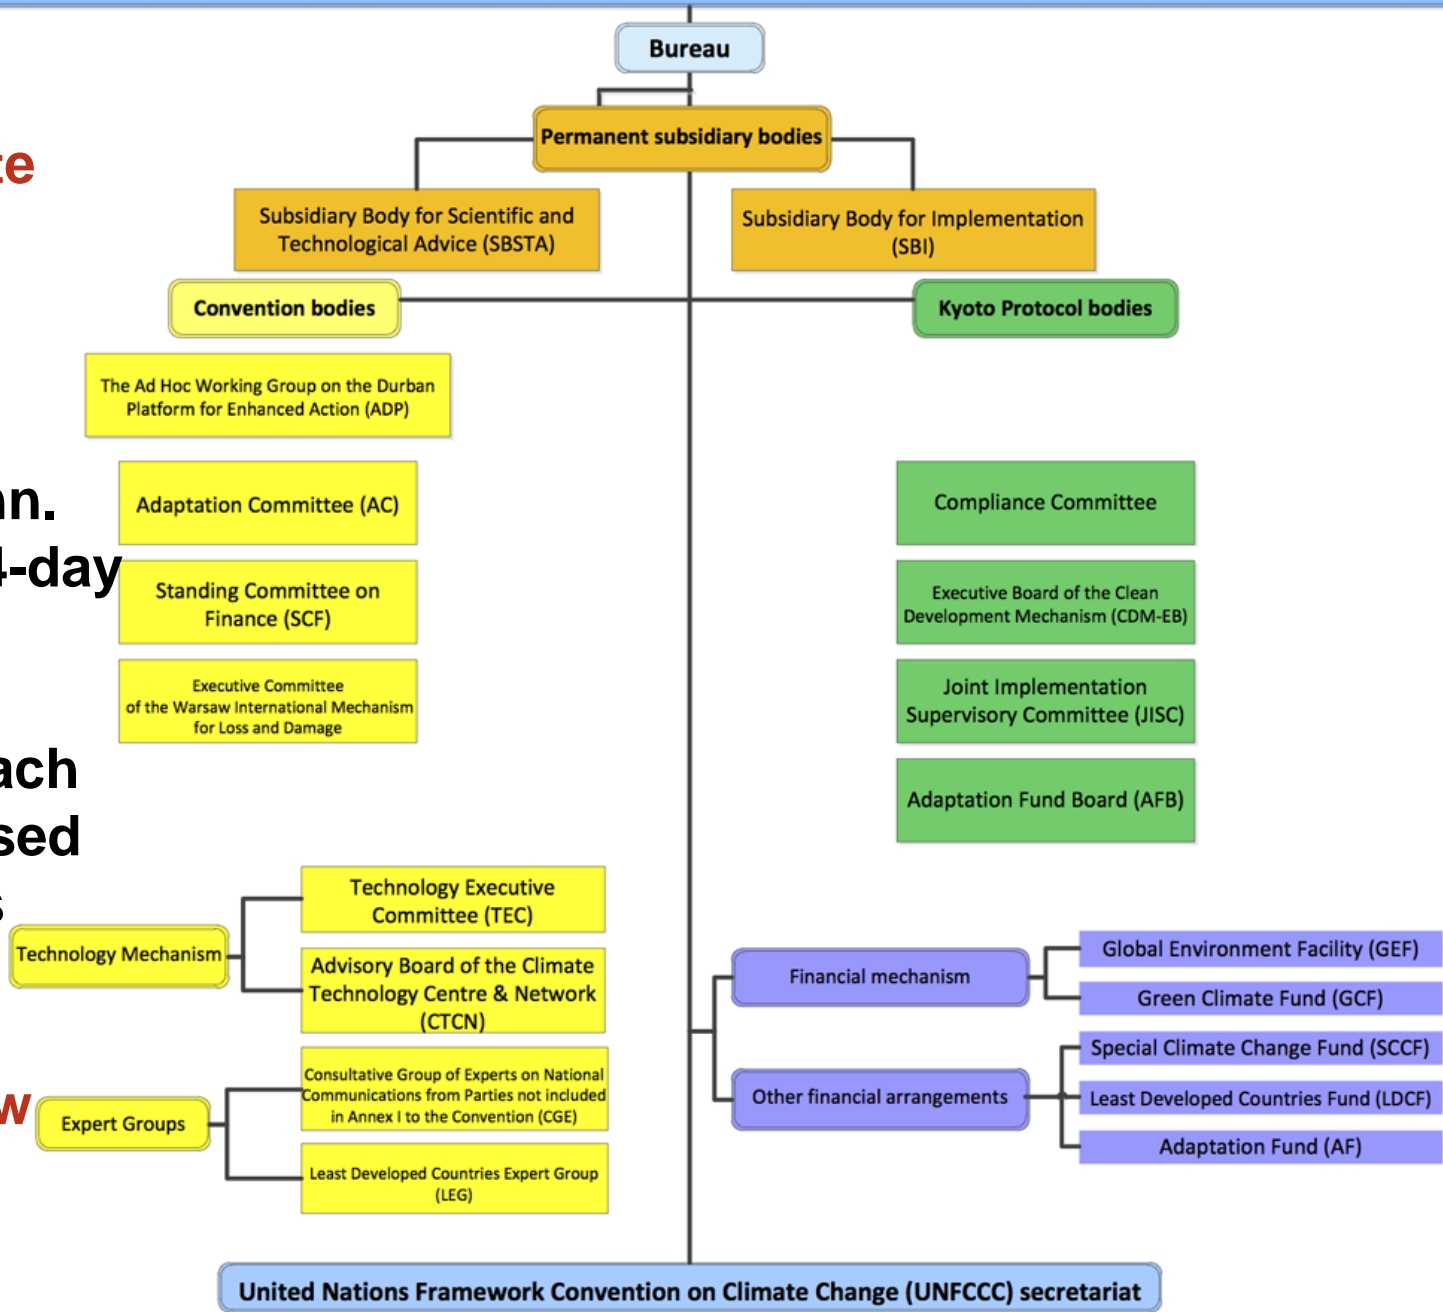 Bureau
Permanent subsidiary bodies
te
Subsidiary Body for Scientific and
Technological Advice (SBSTA)
Subsidiary Body for Implementation
(SBI)
Convention bodies
Kyoto Protocol bodies
The Ad Hoc Working Group on the Durban
Platform for Enhanced Action (ADP)
nn.
4-day
Adaptation Committee (AC)
Compliance Committee
Standing Committee on
Finance (SCF)
Executive Board of the Clean
Development Mechanism (CDM-EB)
Executive Committee
of the Warsaw International Mechanism
for Loss and Damage
Joint Implementation
Supervisory Committee (JISC)
ach
sed
s
Adaptation Fund Board (AFB)
Technology Mechanism
Technology Executive
Committee (TEC)
Advisory Board of the Climate
Technology Centre & Network
(CTCN)
Financial mechanism
Global Environment Facility (GEF)
Green Climate Fund (GCF)
Other financial arrangements
Special Climate Change Fund (SCCF)
Least Developed Countries Fund (LDCF)
Adaptation Fund (AF)
w
Expert Groups
Consultative Group of Experts on National
Communications from Parties not included
in Annex I to the Convention (CGE)
Least Developed Countries Expert Group
(LEG)
United Nations Framework Convention on Climate Change (UNFCCC) secretariat